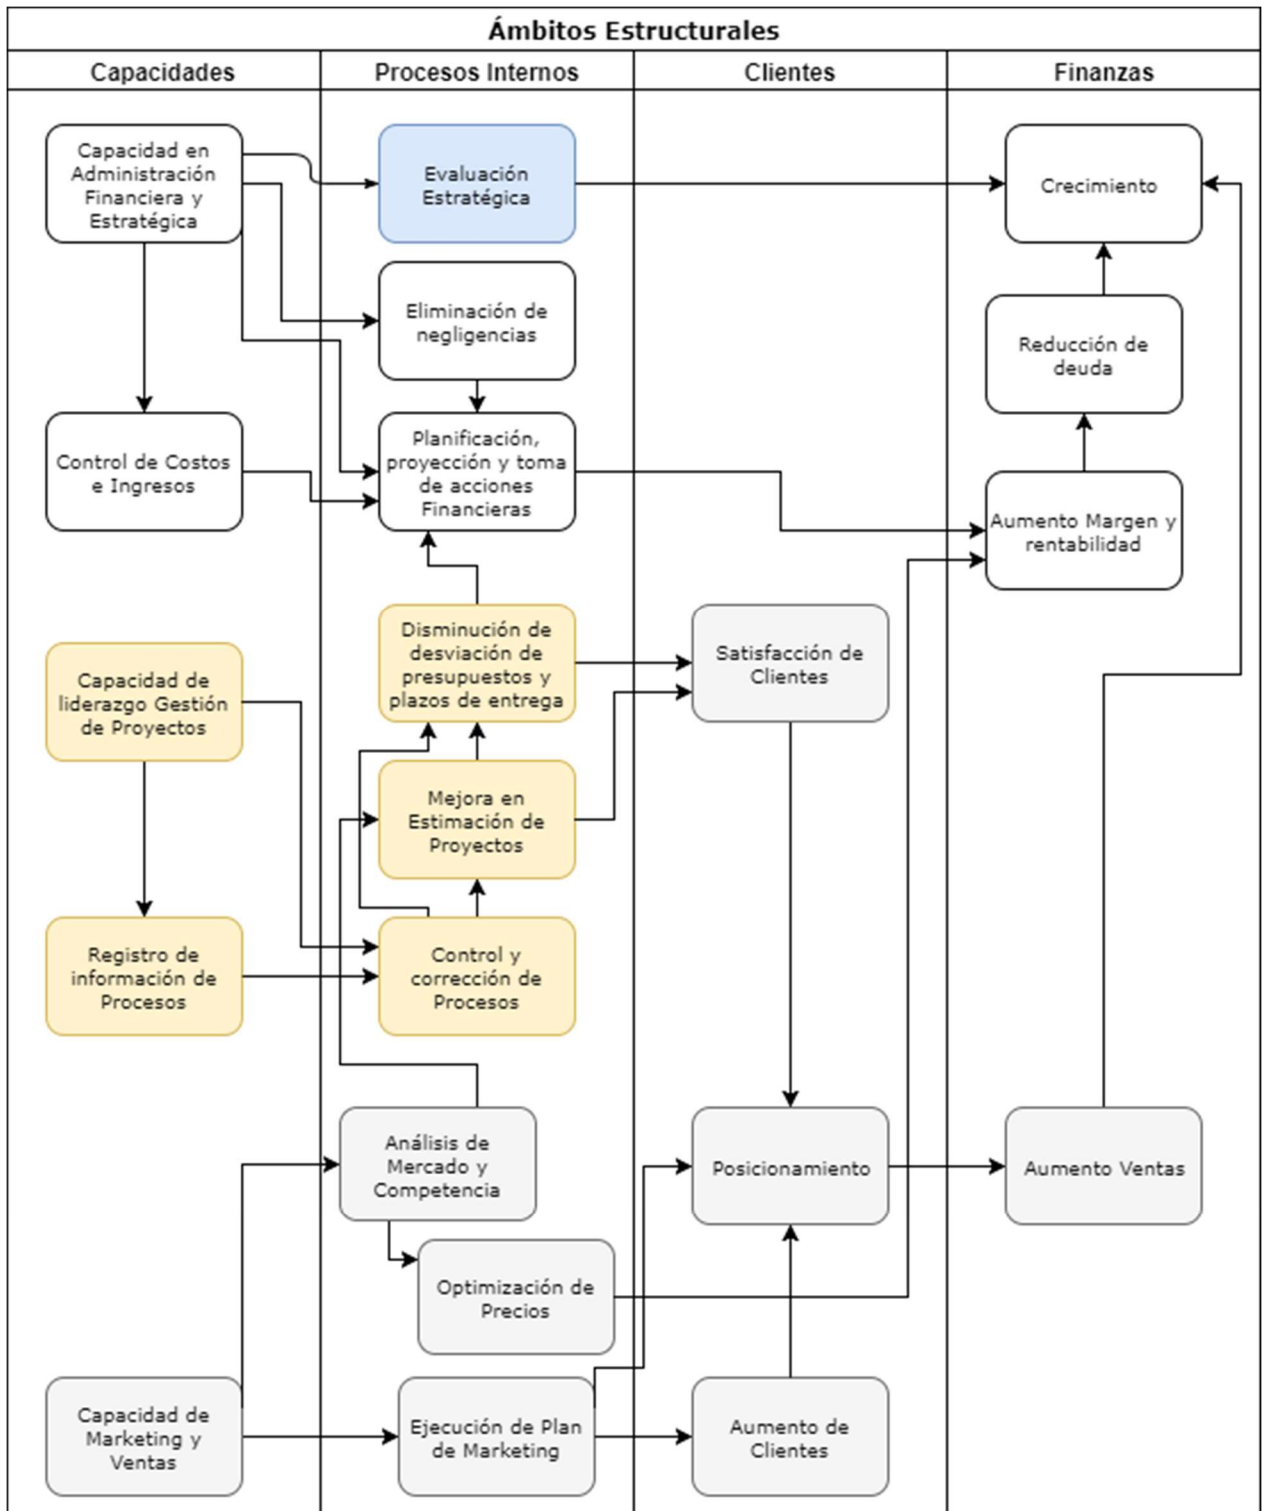 Ámbitos Estructurales
Capacidades
Procesos Internos
Clientes
Finanzas
Capacidad en
Administración
Financiera y
Estratégica
Evaluación
Estratégica
Crecimiento
Eliminación de
negligencias
Reducción de
deuda
Control de Costos
e Ingresos
Planificación,
proyección y toma
de acciones
Financieras
Aumento Margen y
rentabilidad
Capacidad de
liderazgo Gestión
de Proyectos
Disminución de
desviación de
presupuestos y
plazos de entrega
Satisfacción de
Clientes
Mejora en
Estimación de
Proyectos
Registro de
información de
Procesos
Control y
corrección de
Procesos
Análisis de
Mercado y
Competencia
Posicionamiento
Aumento Ventas
Optimización de
Precios
Capacidad de
Marketing y
Ventas
Ejecución de Plan
de Marketing
Aumento de
Clientes